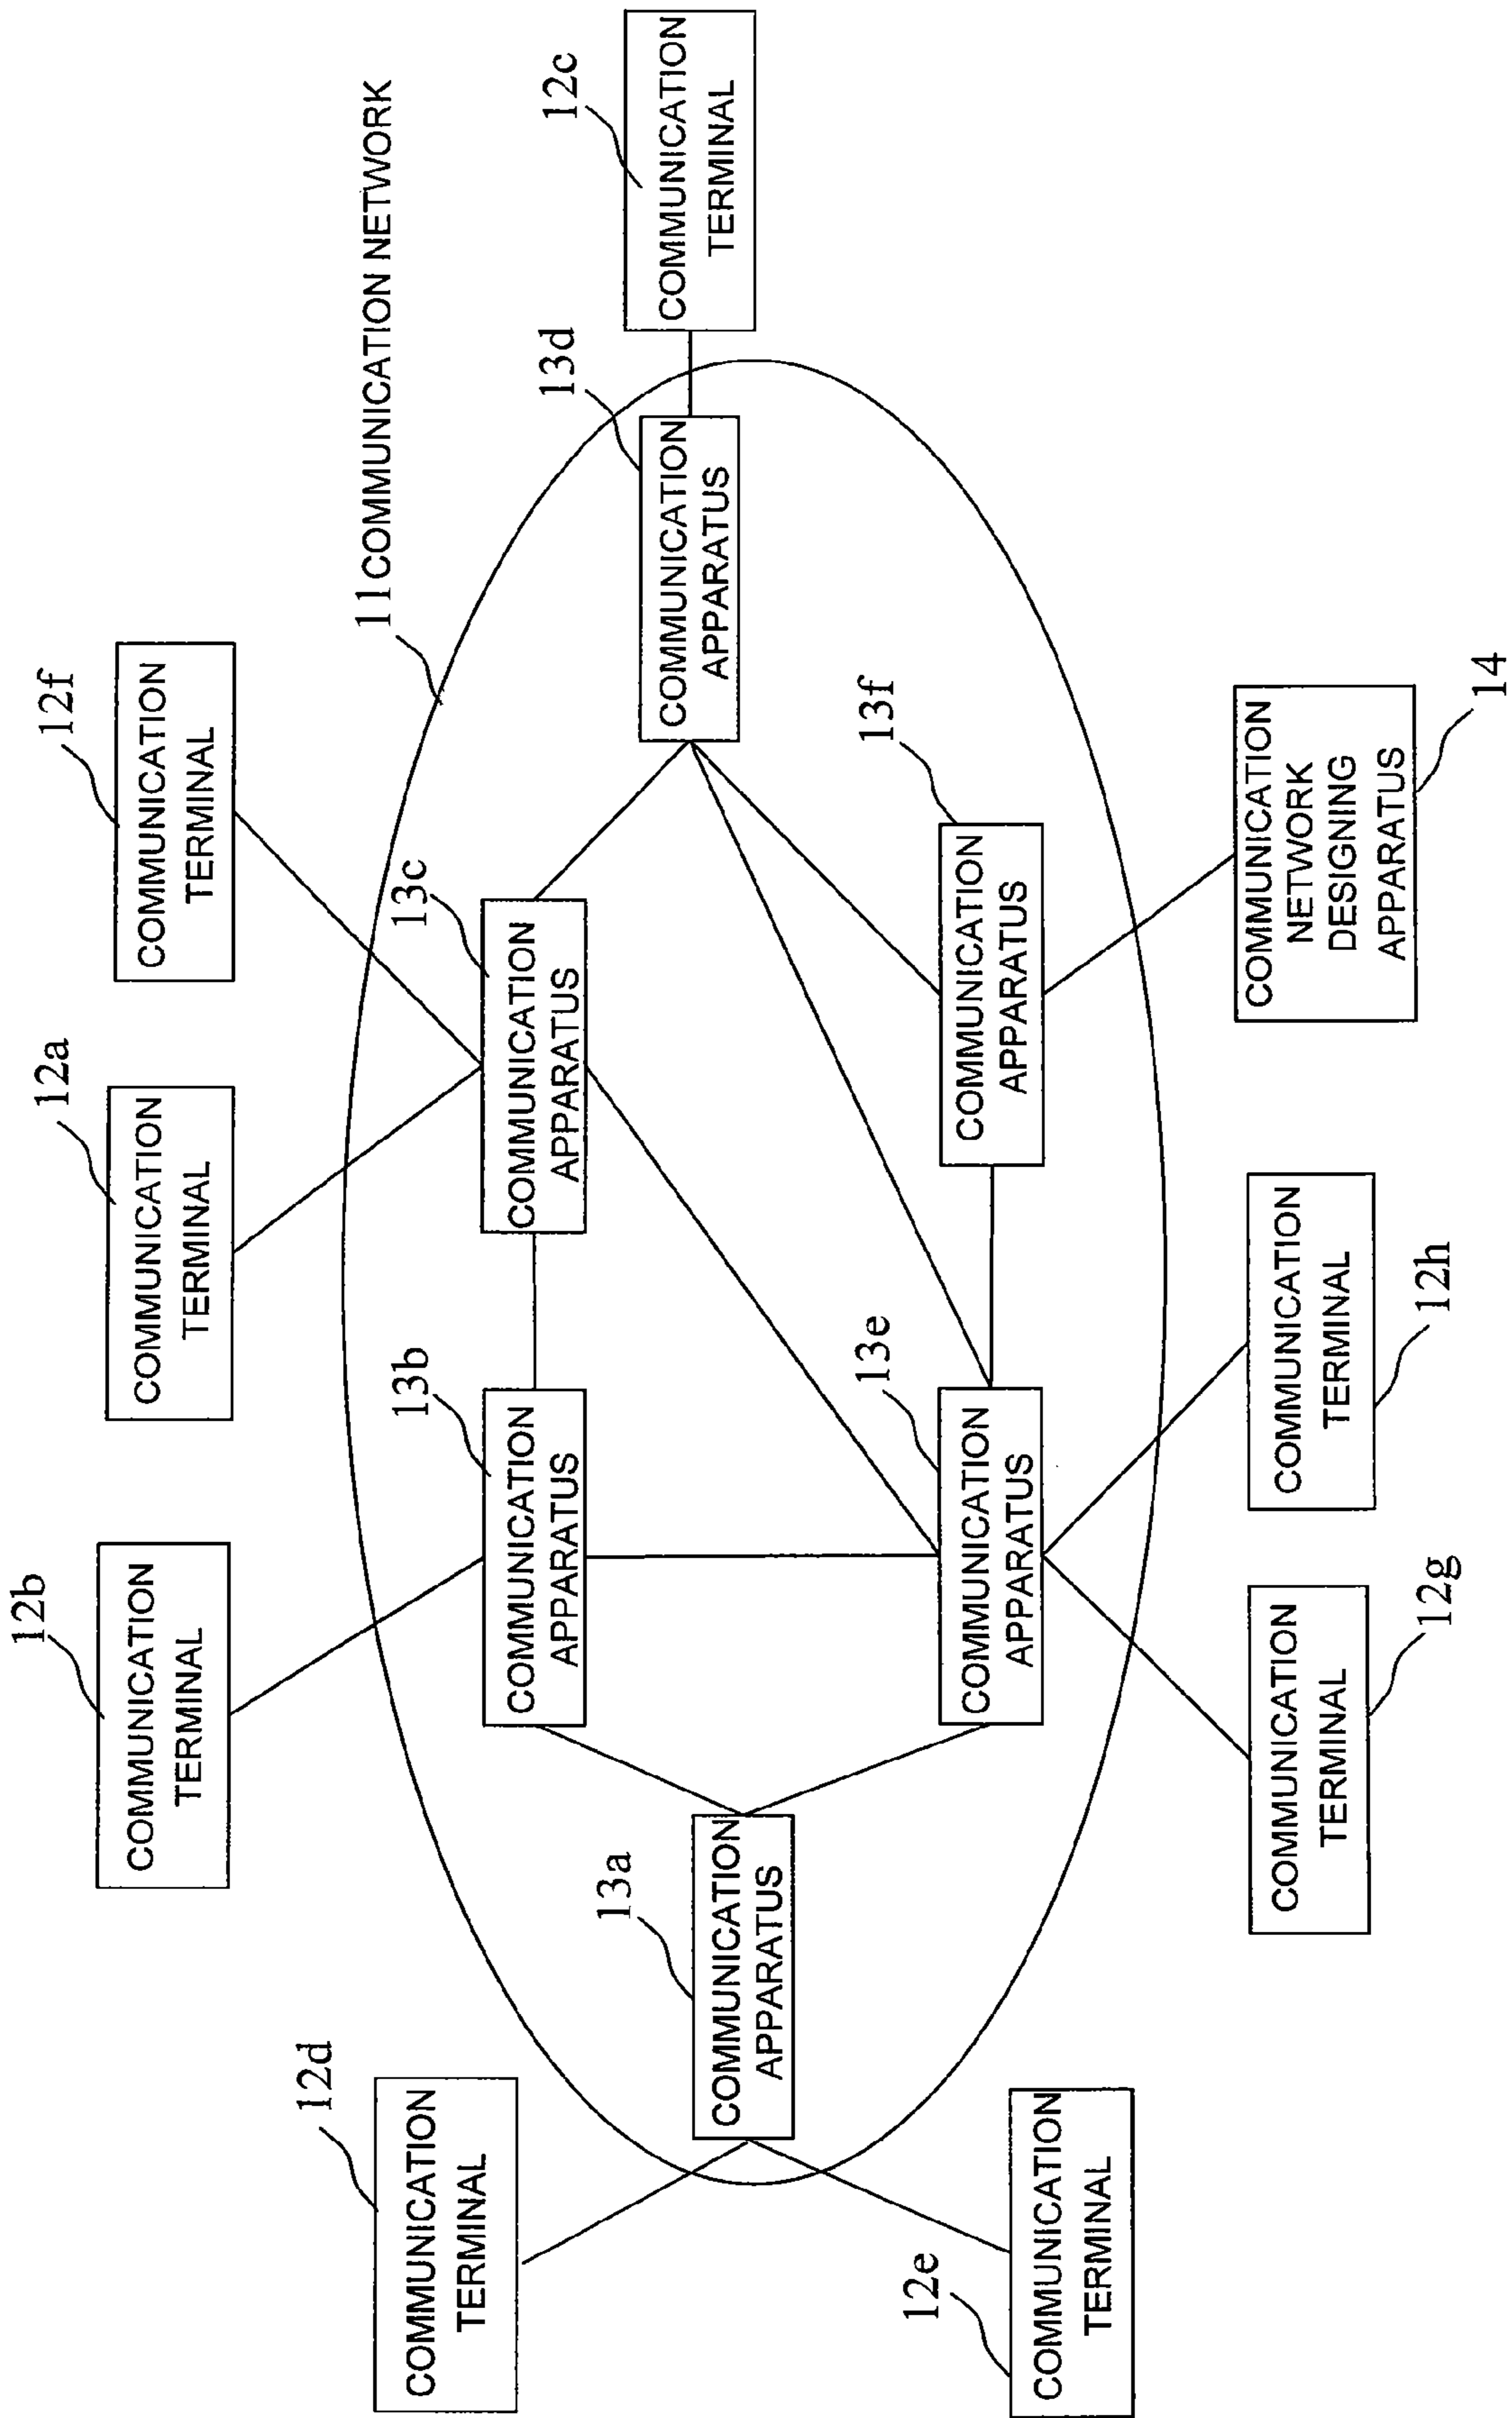 12f
COMMUNICATION
TERMINAL
12a
COMMUNICATION
TERMINAL
12b
COMMUNICATION
TERMINAL
11 COMMUNICATION NETWORK
12d
COMMUNICATION
TERMINAL
13b
COMMUNICATION
APPARATUS
13c
COMMUNICATION
APPARATUS
13a
COMMUNICATION
APPARATUS
13d
COMMUNICATION
APPARATUS
12c
COMMUNICATION
TERMINAL
12e
COMMUNICATION
TERMINAL
13e
COMMUNICATION
APPARATUS
13f
COMMUNICATION
APPARATUS
COMMUNICATION
TERMINAL
12g
COMMUNICATION
TERMINAL
12h
COMMUNICATION
NETWORK
DESIGNING
APPARATUS
14